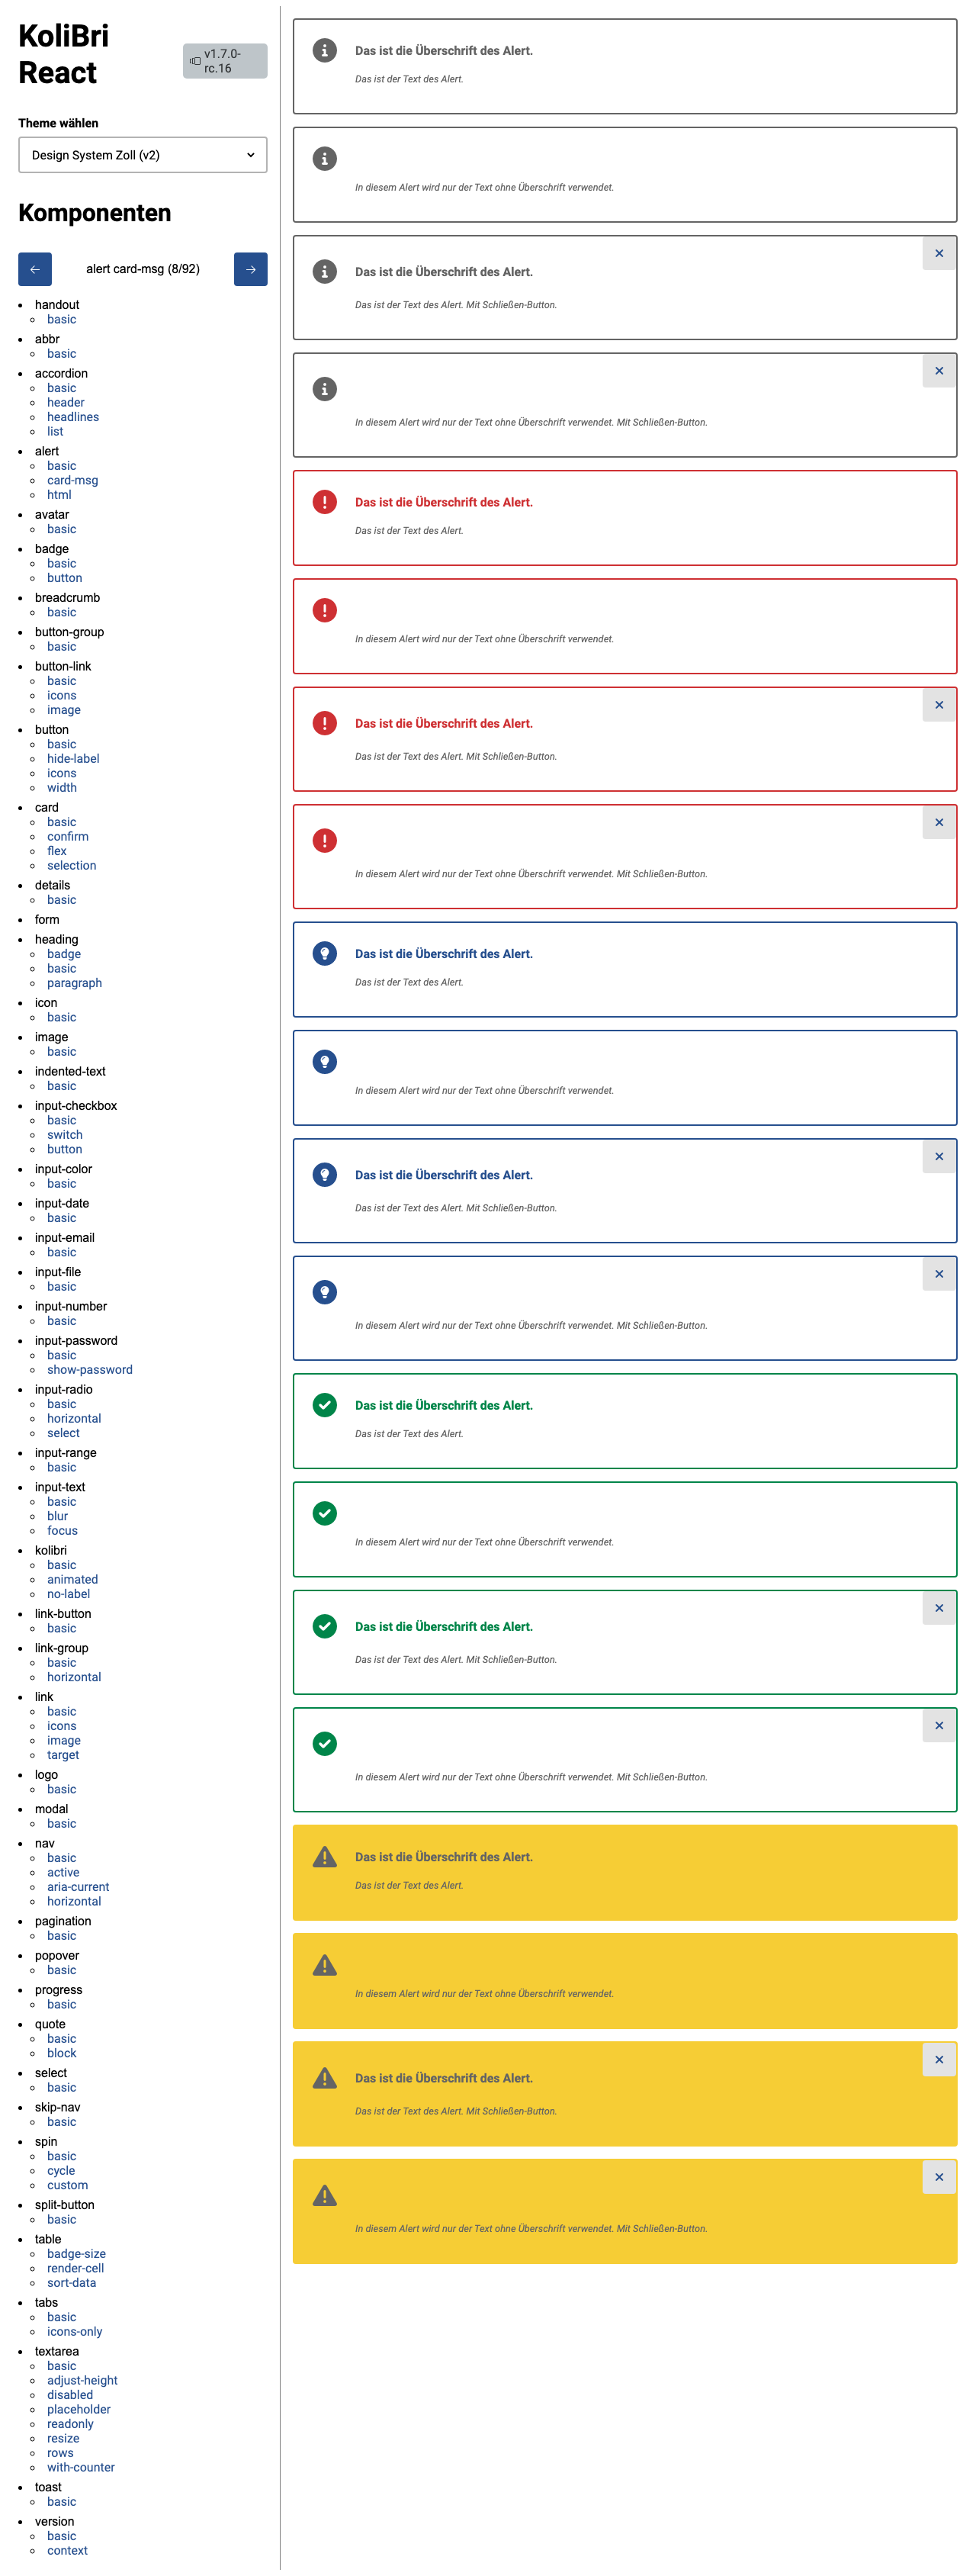 KoliBri
React
v1.7.0-
rc.16
Theme wählen
Design System Zoll (v2)
Komponenten
alert card-msg (8/92)
handout
basic
abbr
basic
accordion
basic
header
headlines
list
alert
basic
card-msg
html
avatar
basic
badge
basic
button
breadcrumb
basic
button-group
basic
button-link
basic
icons
image
button
basic
hide-label
icons
width
card
basic
confirm
flex
selection
details
basic
form
heading
badge
basic
paragraph
icon
basic
image
basic
indented-text
basic
input-checkbox
basic
switch
button
input-color
basic
input-date
basic
input-email
basic
input-file
basic
input-number
basic
input-password
basic
show-password
input-radio
basic
horizontal
select
input-range
basic
input-text
basic
blur
focus
kolibri
basic
animated
no-label
link-button
basic
link-group
basic
horizontal
link
basic
icons
image
target
logo
basic
modal
basic
nav
basic
active
aria-current
horizontal
pagination
basic
popover
basic
progress
basic
quote
basic
block
select
basic
skip-nav
basic
spin
basic
cycle
custom
split-button
basic
table
badge-size
render-cell
sort-data
tabs
basic
icons-only
textarea
basic
adjust-height
disabled
placeholder
readonly
resize
rows
with-counter
toast
basic
version
basic
context
Das ist die Überschrift des Alert.
Das ist der Text des Alert.
In diesem Alert wird nur der Text ohne Überschrift verwendet.
Das ist die Überschrift des Alert.
Das ist der Text des Alert. Mit Schließen-Button.
In diesem Alert wird nur der Text ohne Überschrift verwendet. Mit Schließen-Button.
Das ist die Überschrift des Alert.
Das ist der Text des Alert.
In diesem Alert wird nur der Text ohne Überschrift verwendet.
Das ist die Überschrift des Alert.
Das ist der Text des Alert. Mit Schließen-Button.
In diesem Alert wird nur der Text ohne Überschrift verwendet. Mit Schließen-Button.
Das ist die Überschrift des Alert.
Das ist der Text des Alert.
In diesem Alert wird nur der Text ohne Überschrift verwendet.
Das ist die Überschrift des Alert.
Das ist der Text des Alert. Mit Schließen-Button.
In diesem Alert wird nur der Text ohne Überschrift verwendet. Mit Schließen-Button.
Das ist die Überschrift des Alert.
Das ist der Text des Alert.
In diesem Alert wird nur der Text ohne Überschrift verwendet.
Das ist die Überschrift des Alert.
Das ist der Text des Alert. Mit Schließen-Button.
In diesem Alert wird nur der Text ohne Überschrift verwendet. Mit Schließen-Button.
Das ist die Überschrift des Alert.
Das ist der Text des Alert.
In diesem Alert wird nur der Text ohne Überschrift verwendet.
Das ist die Überschrift des Alert.
Das ist der Text des Alert. Mit Schließen-Button.
In diesem Alert wird nur der Text ohne Überschrift verwendet. Mit Schließen-Button.